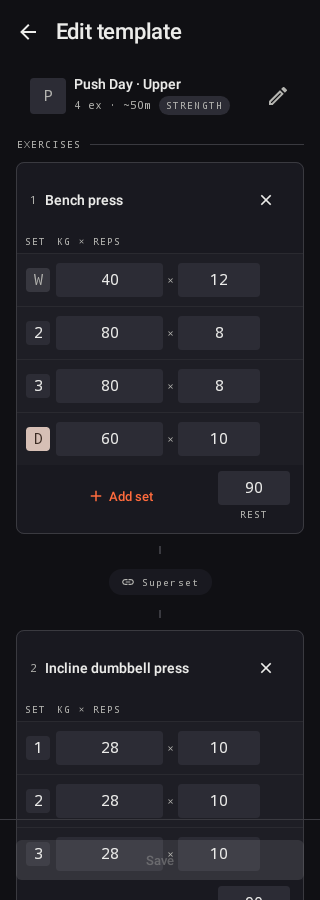 Edit template
P
Push Day · Upper
4 ex · ~50m STRENGTH
EXERCISES
1 Bench press
SET KG × REPS
W 40 × 12
2 80 × 8
3 80 × 8
D 60 × 10
Add set 90
REST
Superset
2 Incline dumbbell press
SET KG × REPS
1 28 × 10
2 28 × 10
3 28 × 10
Save